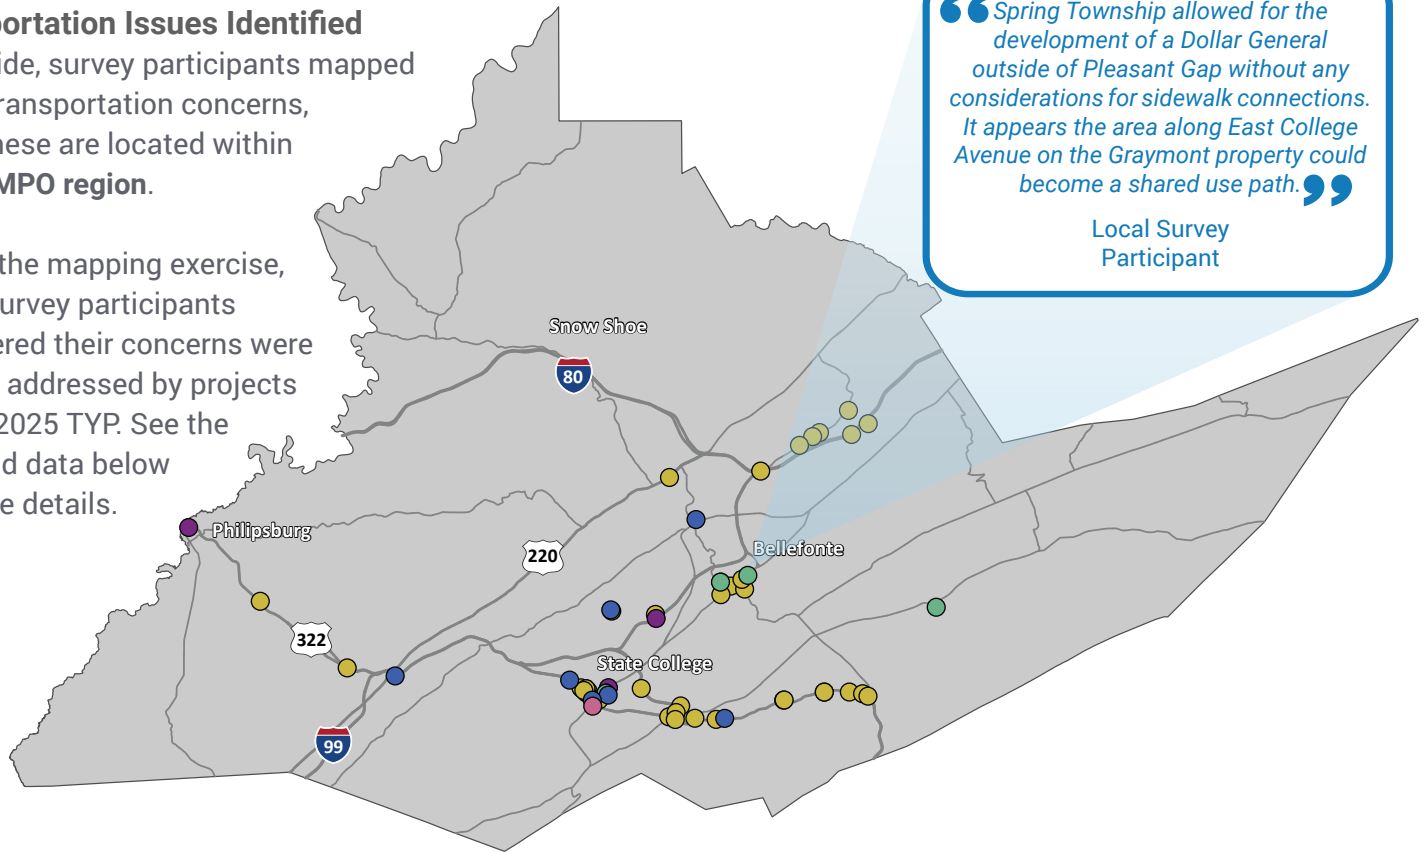 portation Issues Identified
ide, survey participants mapped
transportation concerns,
hese are located within
MPO region.
the mapping exercise,
survey participants
ered their concerns were
addressed by projects
2025 TYP. See the
d data below
e details.
“Spring Township allowed for the
development of a Dollar General
outside of Pleasant Gap without any
considerations for sidewalk connections.
It appears the area along East College
Avenue on the Graymont property could
become a shared use path.”
Local Survey
Participant
Snow Shoe
80
Philipsburg
220
Bellefonte
322
State College
99